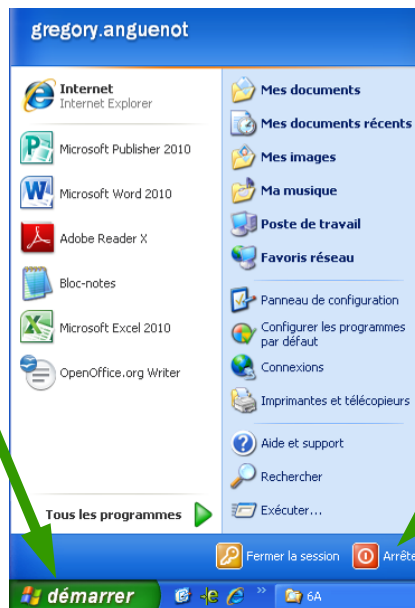 gregory.anguenot
Internet
Internet Explorer
Microsoft Publisher 2010
Microsoft Word 2010
Adobe Reader X
Bloc-notes
Microsoft Excel 2010
OpenOffice.org Writer
Tous les programmes
Mes documents
Mes documents récents
Mes images
Ma musique
Poste de travail
Favoris réseau
Panneau de configuration
Configurer les programmes
par défaut
Connexions
Imprimantes et télécopieurs
Aide et support
Rechercher
Exécuter...
Fermer la session
Arrête
démarrer
6A